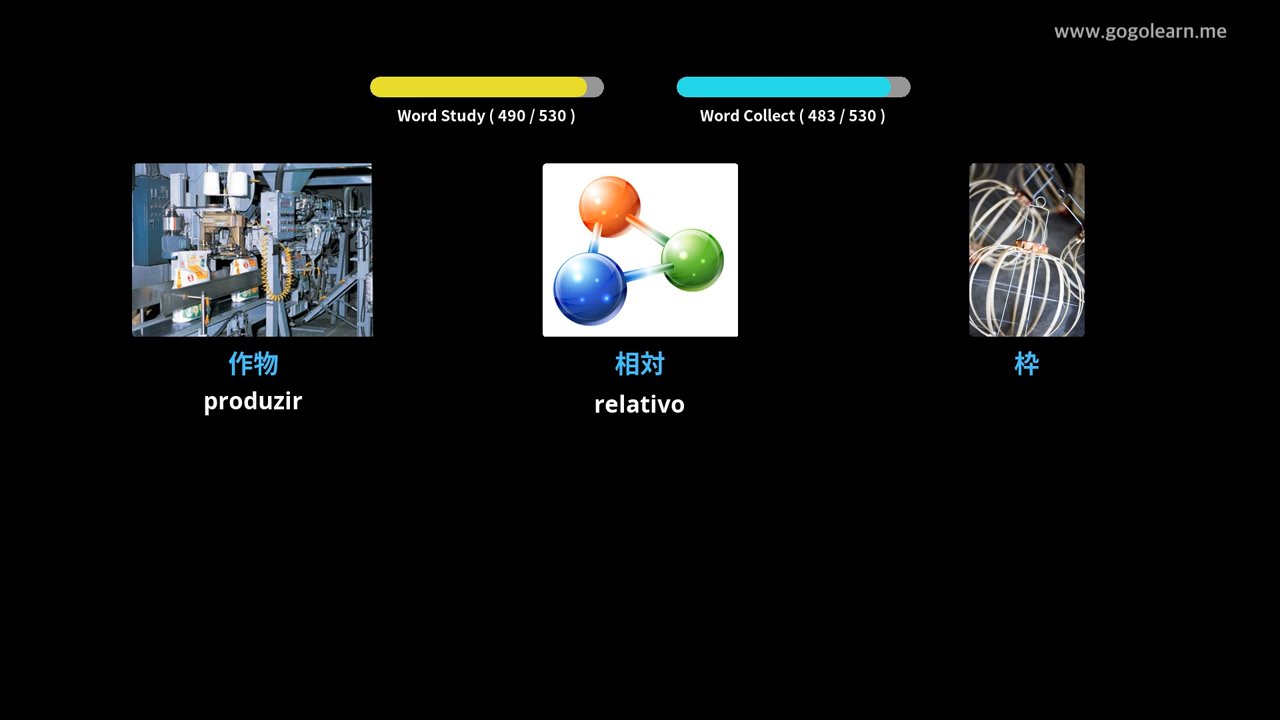 www.gogolearn.me
Word Study ( 490 / 530 )
Word Collect ( 483 / 530 )
作物
相対
枠
produzir
relativo